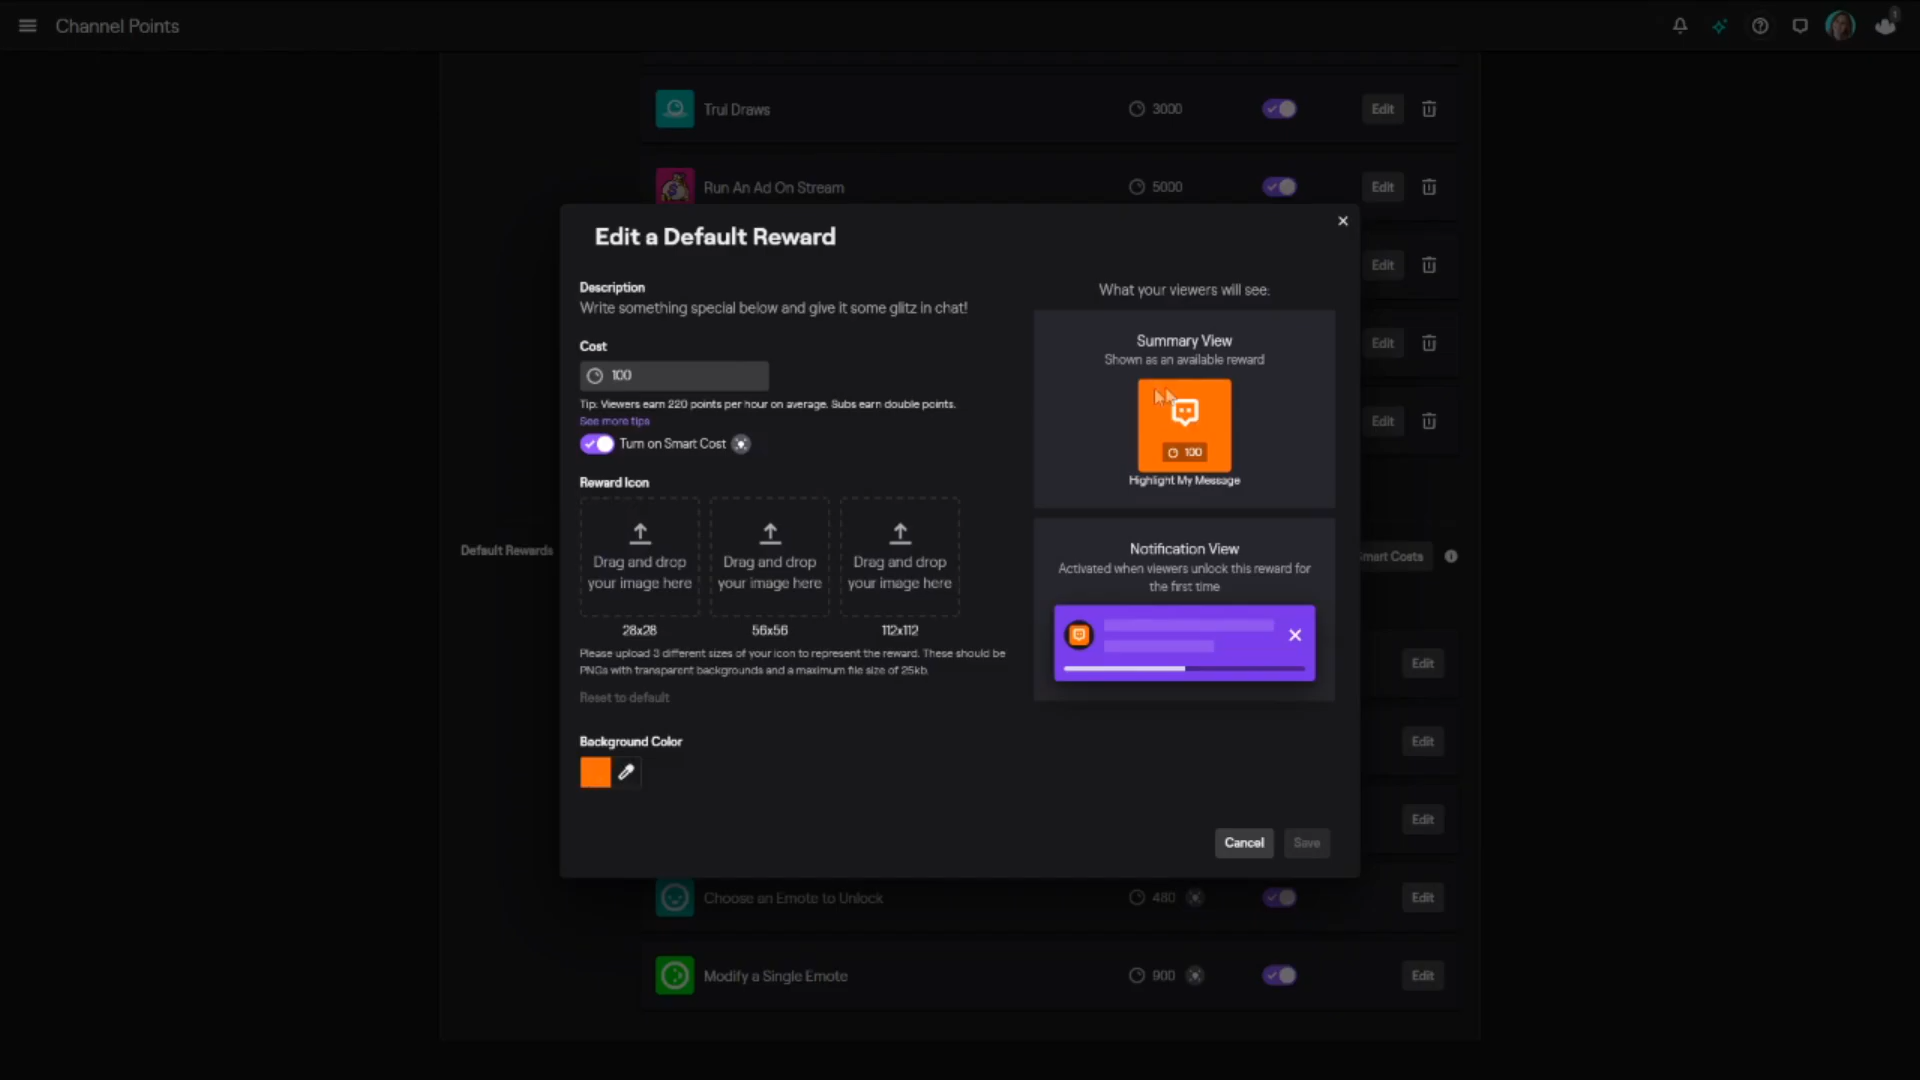 Channel Points
1
Trul Draws
3000
Edit
Run An Ad On Stream
5000
Edit
Edit a Default Reward
Edit
Description
Write something special below and give it some glitz in chat!
What your viewers will see:
Cost
100
Summary View
Shown as an available reward
Edit
Tip: Viewers earn 220 points per hour on average. Subs earn double points.
See more tips
Turn on Smart Cost
100
Highlight My Message
Edit
Reward Icon
Drag and drop
your image here
Drag and drop
your image here
Drag and drop
your image here
28x28
56x56
112x112
Default Rewards
Notification View
Activated when viewers unlock this reward for
the first time
Smart Costs
Please upload 3 different sizes of your icon to represent the reward. These should be
PNGs with transparent backgrounds and a maximum file size of 25kb.
Reset to default
Edit
Background Color
Edit
Edit
Cancel
Save
Choose an Emote to Unlock
480
Edit
Modify a Single Emote
900
Edit